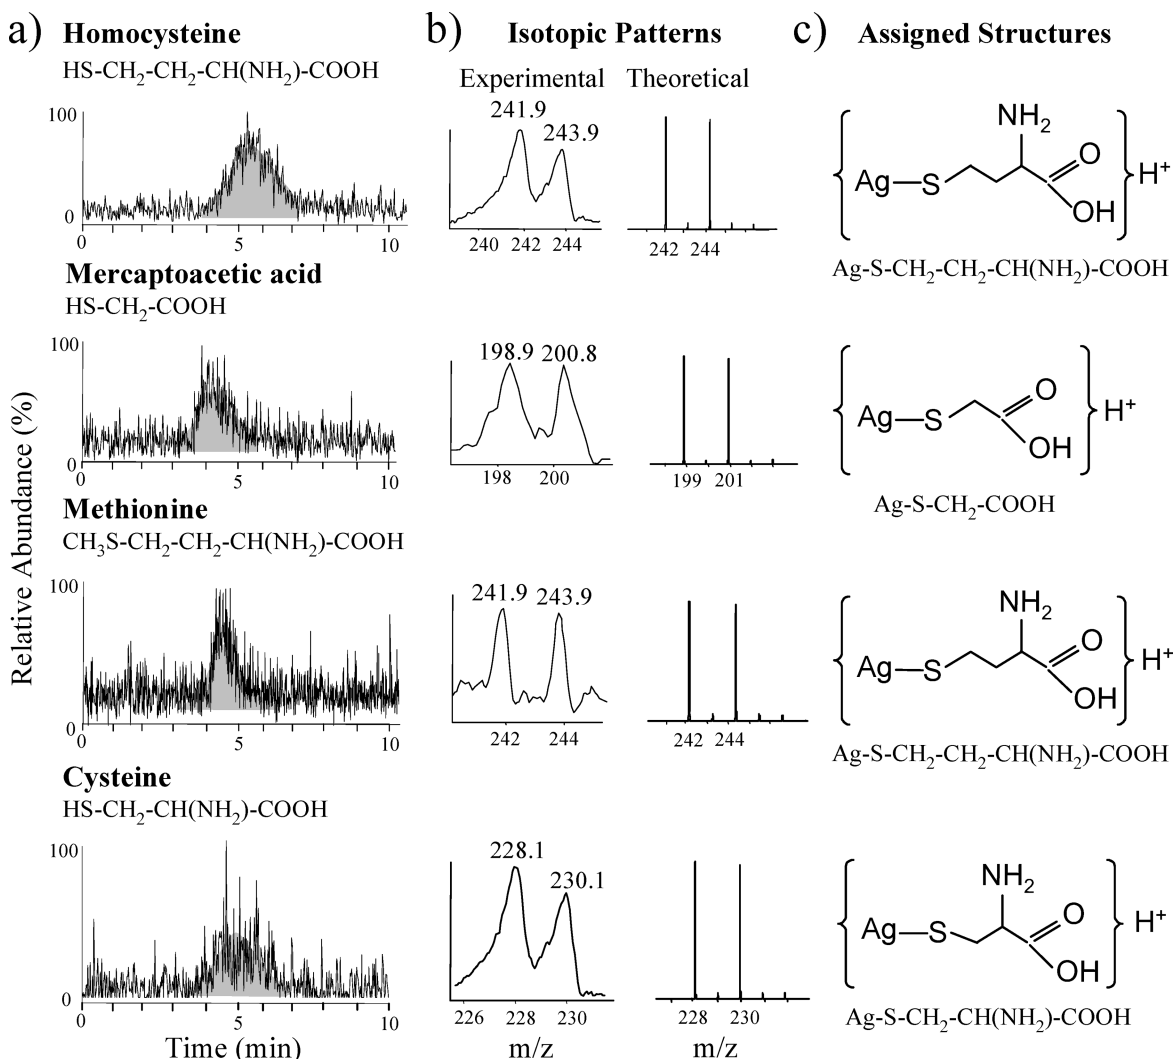 a) Homocysteine
HS-CH₂-CH₂-CH(NH₂)-COOH
100
0
0 5 10
Mercaptoacetic acid
HS-CH₂-COOH
100
0
0 5 10
Methionine
CH₃S-CH₂-CH₂-CH(NH₂)-COOH
100
0
0 5 10
Cysteine
HS-CH₂-CH(NH₂)-COOH
100
0
0 5 10
Relative Abundance (%)
Time (min)
b) Isotopic Patterns
Experimental Theoretical
241.9
243.9
240 242 244
242 244
198.9 200.8
198 200
199 201
241.9 243.9
242 244
242 244
228.1
230.1
226 228 230
228 230
m/z m/z
c) Assigned Structures
NH₂
O
Ag S H⁺
OH
Ag-S-CH₂-CH₂-CH(NH₂)-COOH
O
Ag S H⁺
OH
Ag-S-CH₂-COOH
NH₂
O
Ag S H⁺
OH
Ag-S-CH₂-CH₂-CH(NH₂)-COOH
NH₂
O
Ag S H⁺
OH
Ag-S-CH₂-CH(NH₂)-COOH